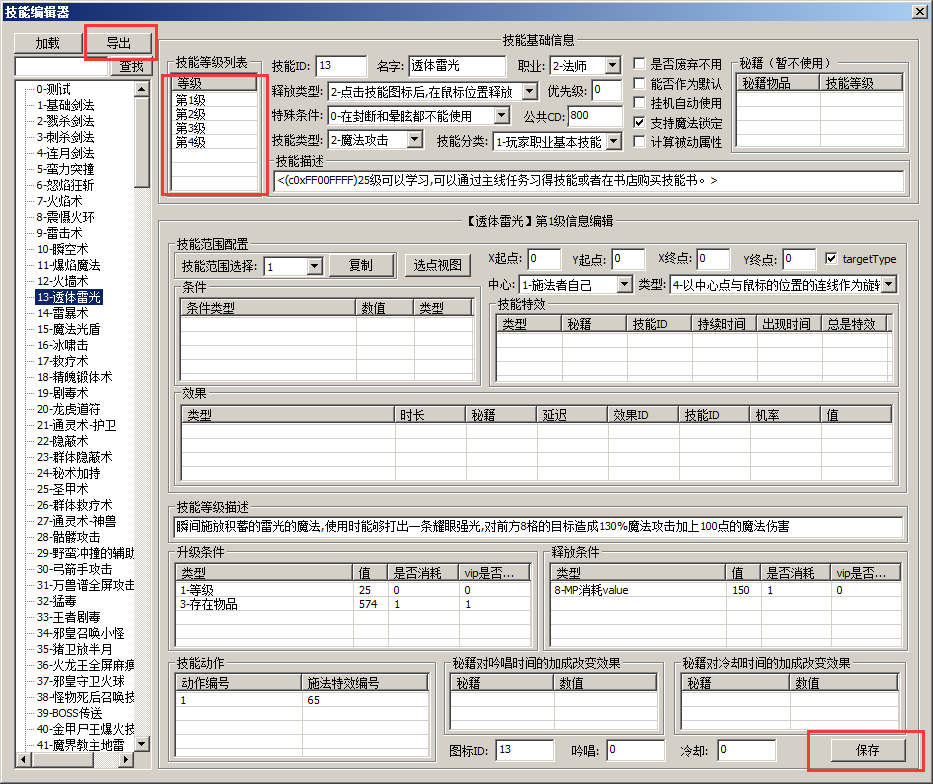 技能编辑器
加载 导出
查找
0-测试
1-基础剑法
2-戮杀剑法
3-刺杀剑法
4-连月剑法
5-蛮力突撞
6-怒焰狂斩
7-火焰术
8-震慑火环
9-雷击术
10-瞬空术
11-爆焰魔法
12-火墙术
13-透体雷光
14-雷暴术
15-魔法光盾
16-冰啸击
17-救疗术
18-精魄锻体术
19-剧毒术
20-龙虎道符
21-通灵术-护卫
22-隐蔽术
23-群体隐蔽术
24-秘术加持
25-圣甲术
26-群体救疗术
27-通灵术-神兽
28-骷髅攻击
29-野蛮冲撞的辅助
30-弓箭手攻击
31-万兽谱全屏攻击
32-猛毒
33-王者剧毒
34-邪皇召唤小怪
35-猪卫放半月
36-火龙王全屏麻痹
37-邪皇守卫火球
38-怪物死后召唤技
39-BOSS传送
40-金甲尸王爆火技
41-魔界教主地雷
技能基础信息
技能等级列表
等级
第1级
第2级
第3级
第4级
技能ID: 13 名字: 透体雷光 职业: 2-法师
释放类型: 2-点击技能图标后,在鼠标位置释放 优先级: 0
特殊条件: 0-在封断和晕眩都不能使用 公共CD: 800
技能类型: 2-魔法攻击 技能分类: 1-玩家职业基本技能
是否废弃不用
能否作为默认
挂机自动使用
支持魔法锁定
计算被动属性
秘籍（暂不使用）
秘籍物品 技能等级
技能描述
<(c0xFF00FFFF)25级可以学习,可以通过主线任务习得技能或者在书店购买技能书。>
【透体雷光】第1级信息编辑
技能范围配置
技能范围选择: 1 复制 选点视图
X起点: 0 Y起点: 0 X终点: 0 Y终点: 0 targetType
中心: 1-施法者自己 类型: 4-以中心点与鼠标的位置的连线作为旋转
条件
条件类型 数值 类型
技能特效
类型 秘籍 技能ID 持续时间 出现时间 总是特效
效果
类型 时长 秘籍 延迟 效果ID 技能ID 机率 值
技能等级描述
瞬间施放积蓄的雷光的魔法,使用时能够打出一条耀眼强光,对前方8格的目标造成130%魔法攻击加上100点的魔法伤害
升级条件
类型 值 是否消耗 vip是否...
1-等级 25 0 0
3-存在物品 574 1 1
释放条件
类型 值 是否消耗 vip是否...
8-MP消耗value 150 1 0
技能动作
动作编号 施法特效编号
1 65
秘籍对吟唱时间的加成改变效果
秘籍 数值
秘籍对冷却时间的加成改变效果
秘籍 数值
图标ID: 13 吟唱: 0 冷却: 0 保存